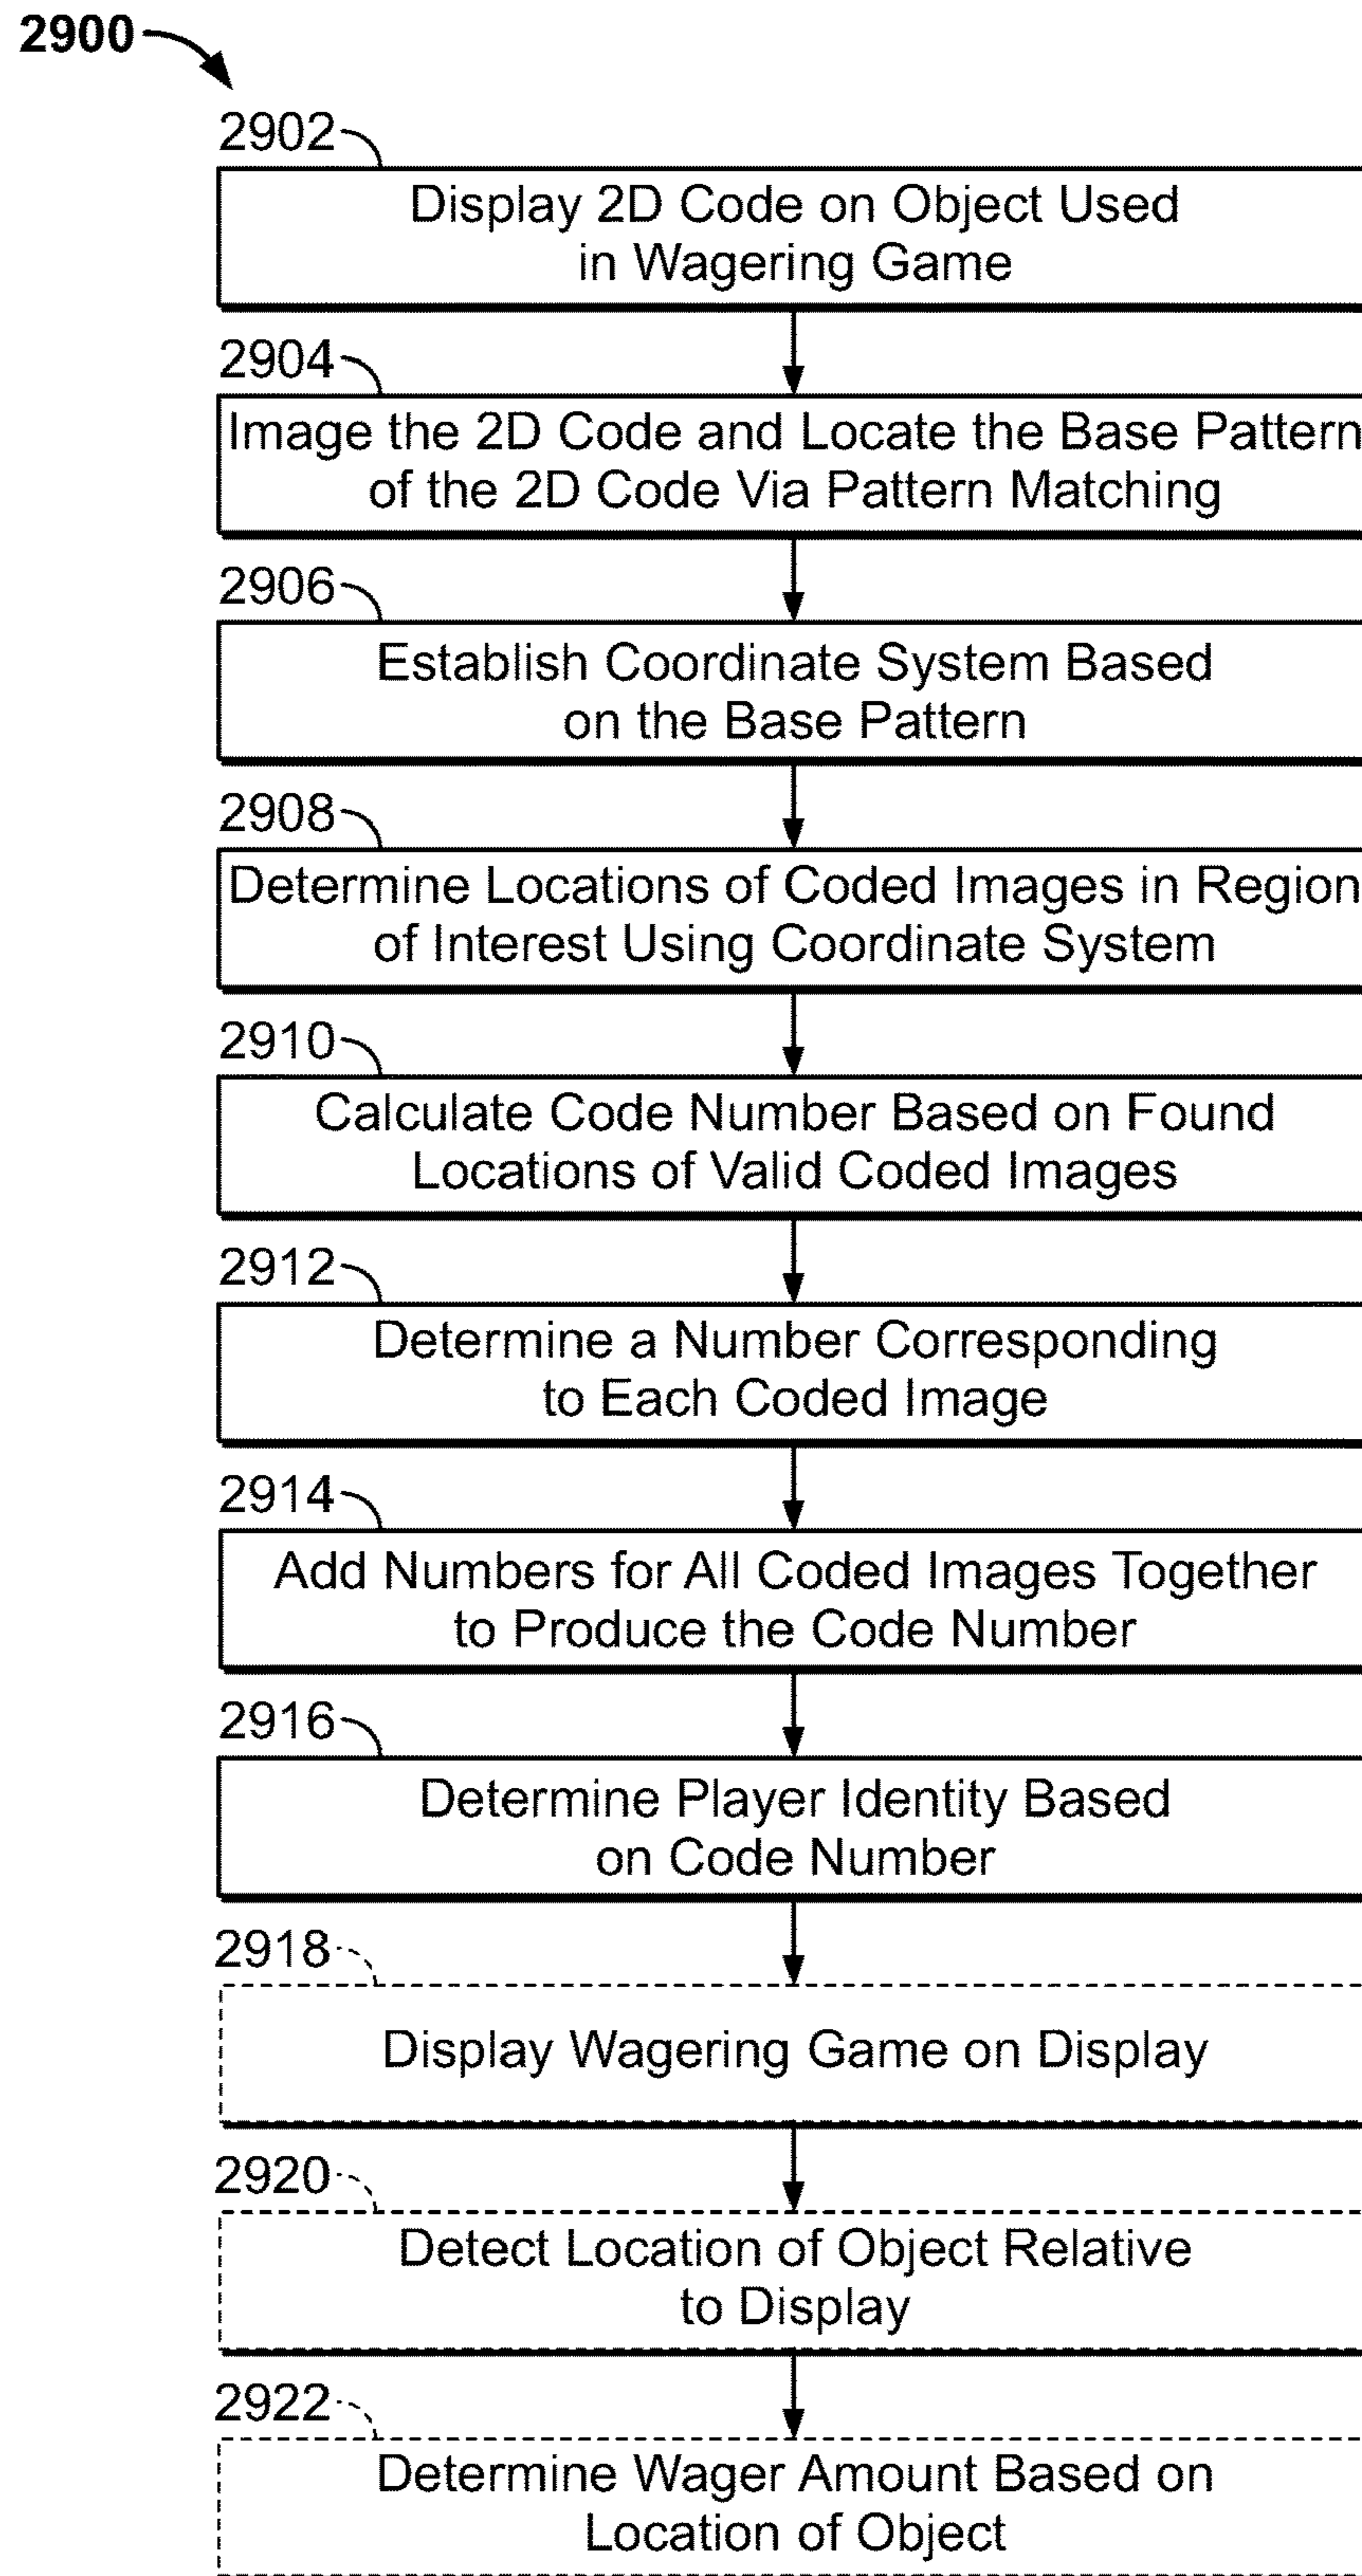 2900
2902
Display 2D Code on Object Used
in Wagering Game
2904
Image the 2D Code and Locate the Base Pattern
of the 2D Code Via Pattern Matching
2906
Establish Coordinate System Based
on the Base Pattern
2908
Determine Locations of Coded Images in Region
of Interest Using Coordinate System
2910
Calculate Code Number Based on Found
Locations of Valid Coded Images
2912
Determine a Number Corresponding
to Each Coded Image
2914
Add Numbers for All Coded Images Together
to Produce the Code Number
2916
Determine Player Identity Based
on Code Number
2918
Display Wagering Game on Display
2920
Detect Location of Object Relative
to Display
2922
Determine Wager Amount Based on
Location of Object